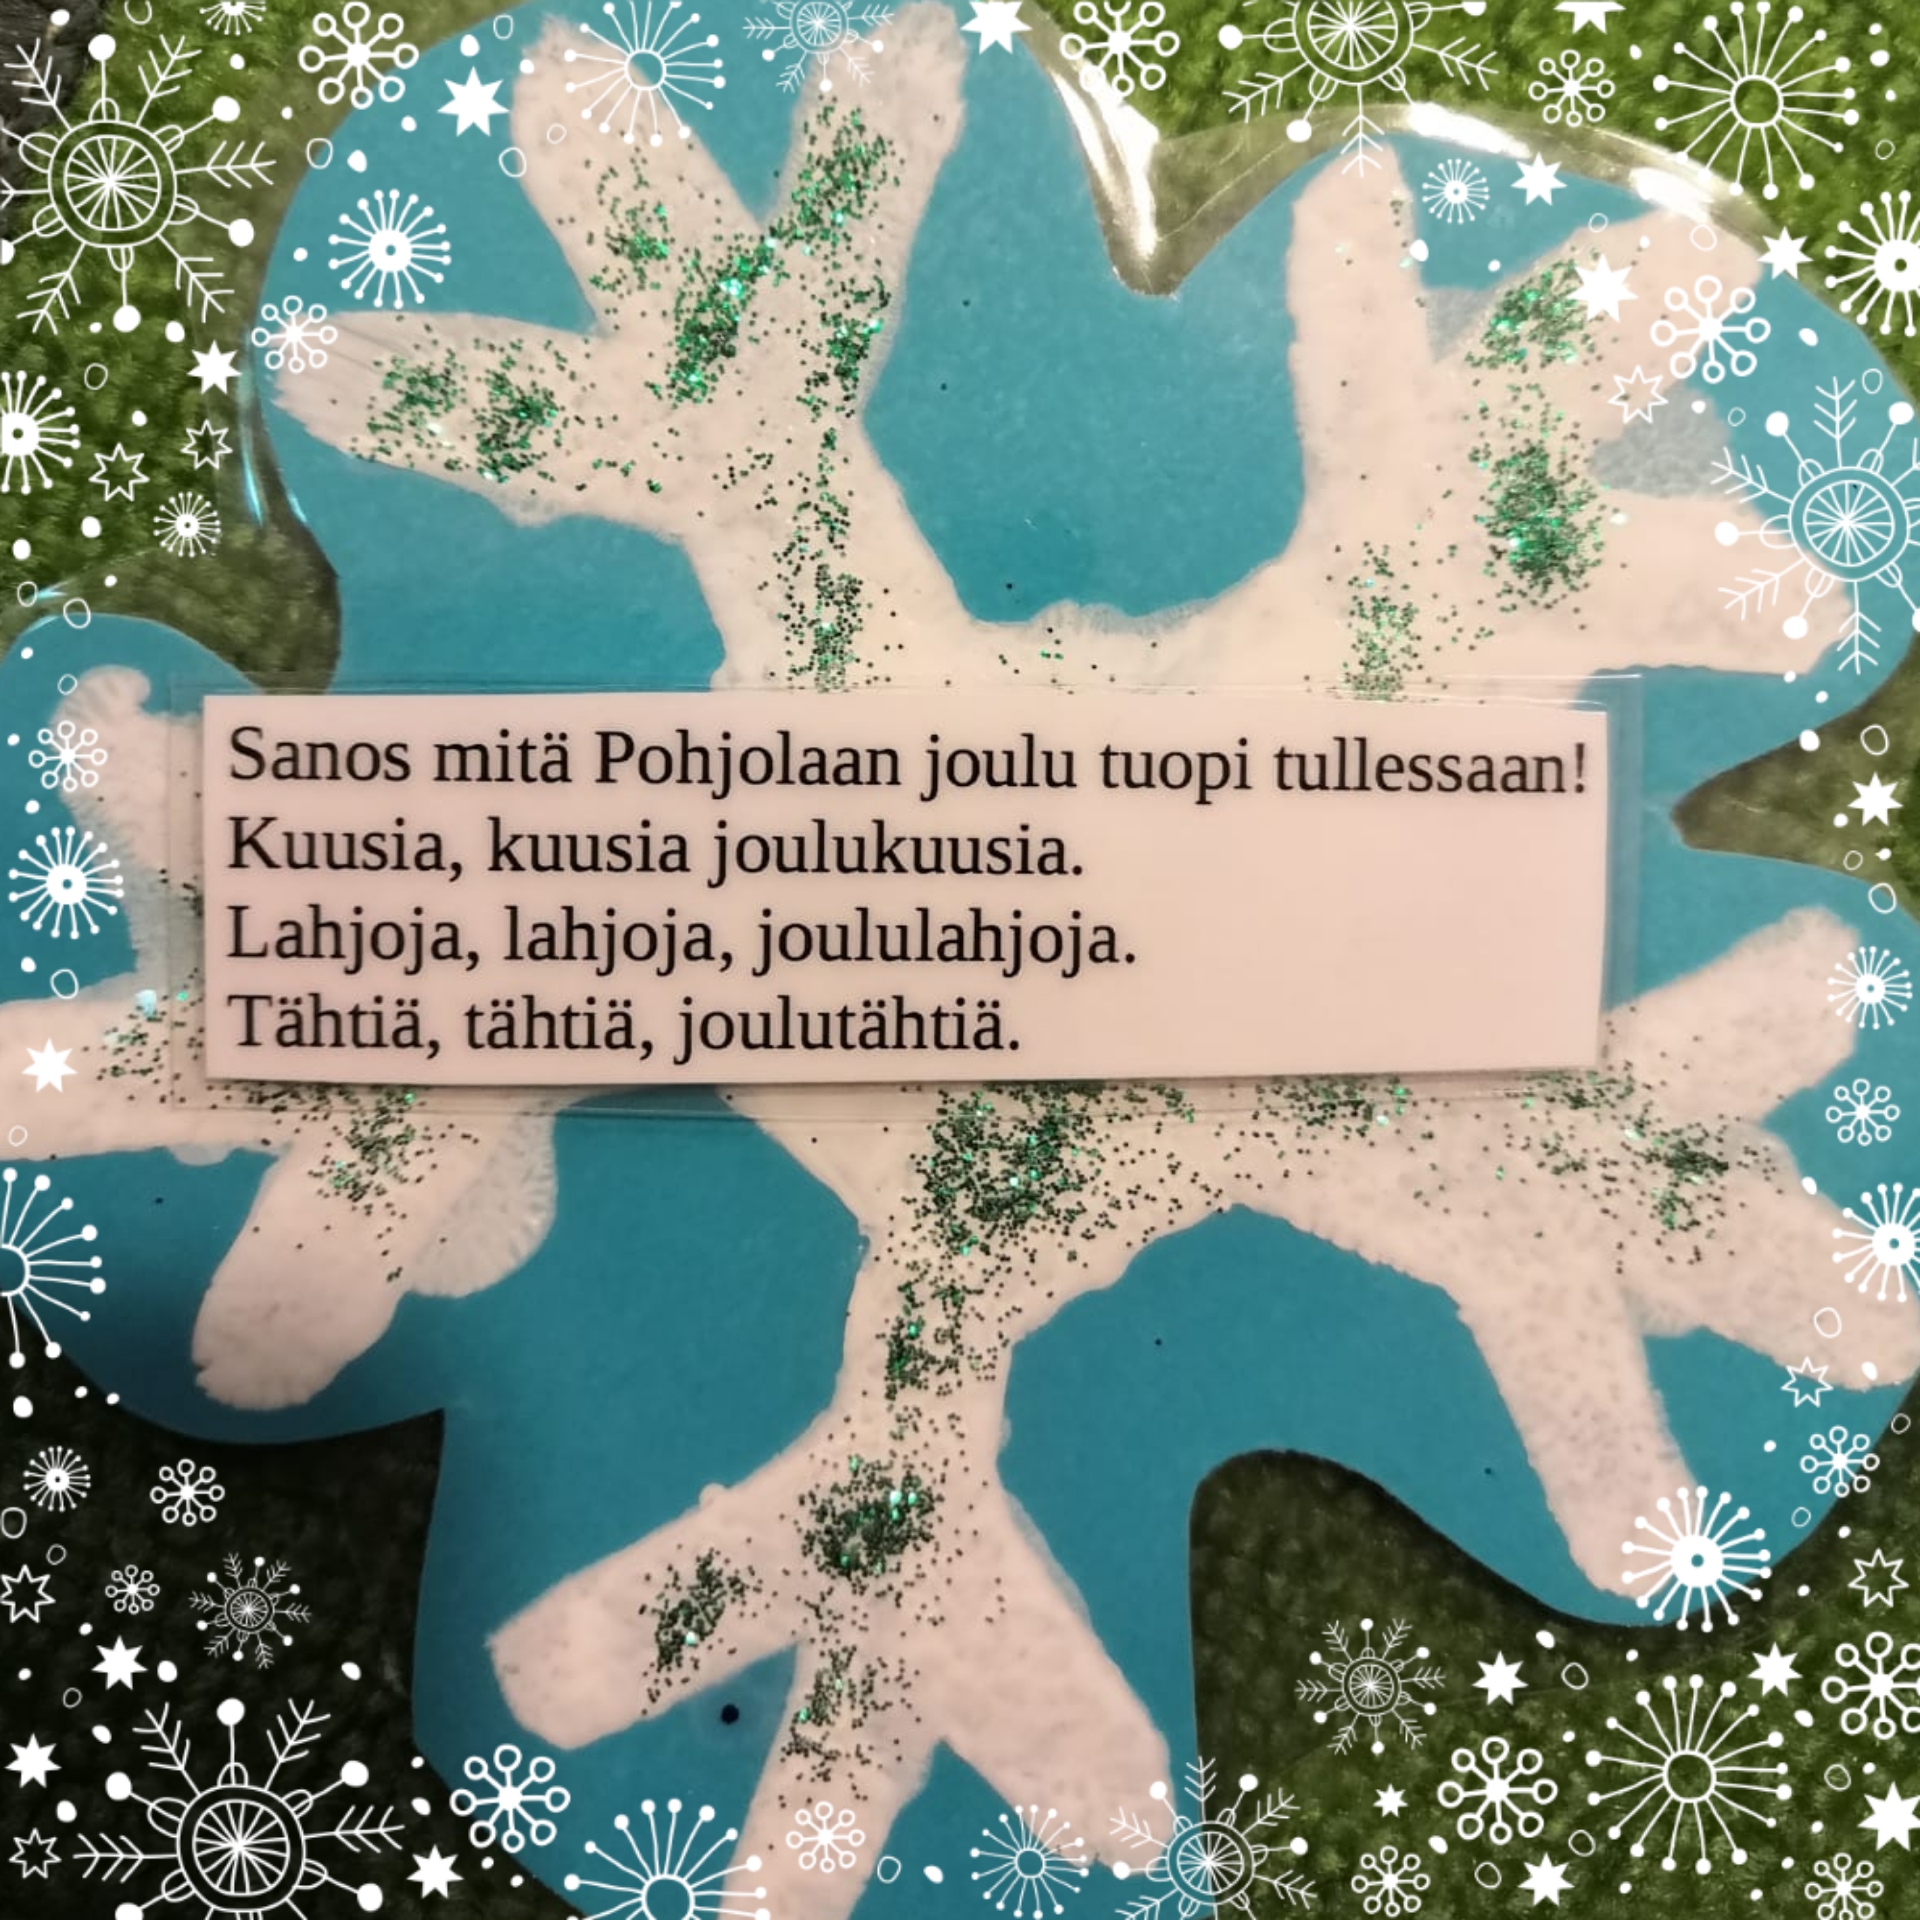 Sanos mitä Pohjolaan joulu tuopi tullessaan!
Kuusia, kuusia joulukuusia.
Lahjoja, lahjoja, joululahjoja.
Tähtiä, tähtiä, joulutähtiä.